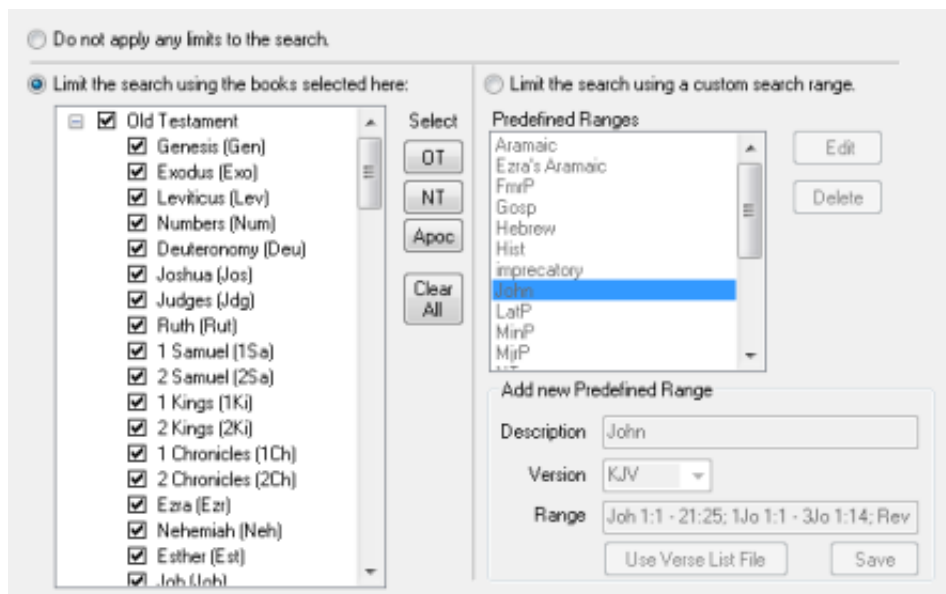 Do not apply any limits to the search.
Limit the search using the books selected here:
Old Testament
Genesis (Gen)
Exodus (Exo)
Leviticus (Lev)
Numbers (Num)
Deuteronomy (Deu)
Joshua (Jos)
Judges (Jdg)
Ruth (Rut)
1 Samuel (1Sa)
2 Samuel (2Sa)
1 Kings (1Ki)
2 Kings (2Ki)
1 Chronicles (1Ch)
2 Chronicles (2Ch)
Ezra (Ezr)
Nehemiah (Neh)
Esther (Est)
Job (Job)
Select
OT
NT
Apoc
Clear
All
Limit the search using a custom search range.
Predefined Ranges
Aramaic
Ezra's Aramaic
FmrP
Gosp
Hebrew
Hist
imprecatory
John
LatP
MinP
MjrP
Edit
Delete
Add new Predefined Range
Description John
Version KJV
Range Joh 1:1 - 21:25; 1Jo 1:1 - 3Jo 1:14; Rev
Use Verse List File
Save